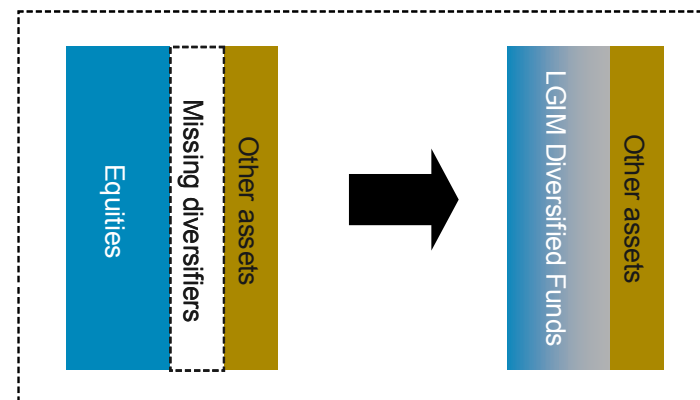 Equities
Missing diversifiers
Other assets
LGIM Diversified Funds
Other assets